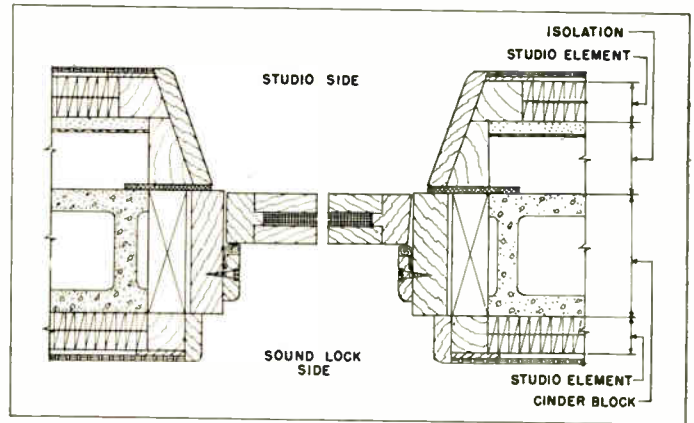 ISOLATION
STUDIO ELEMENT
STUDIO SIDE
SOUND LOCK
SIDE
STUDIO ELEMENT
CINDER BLOCK